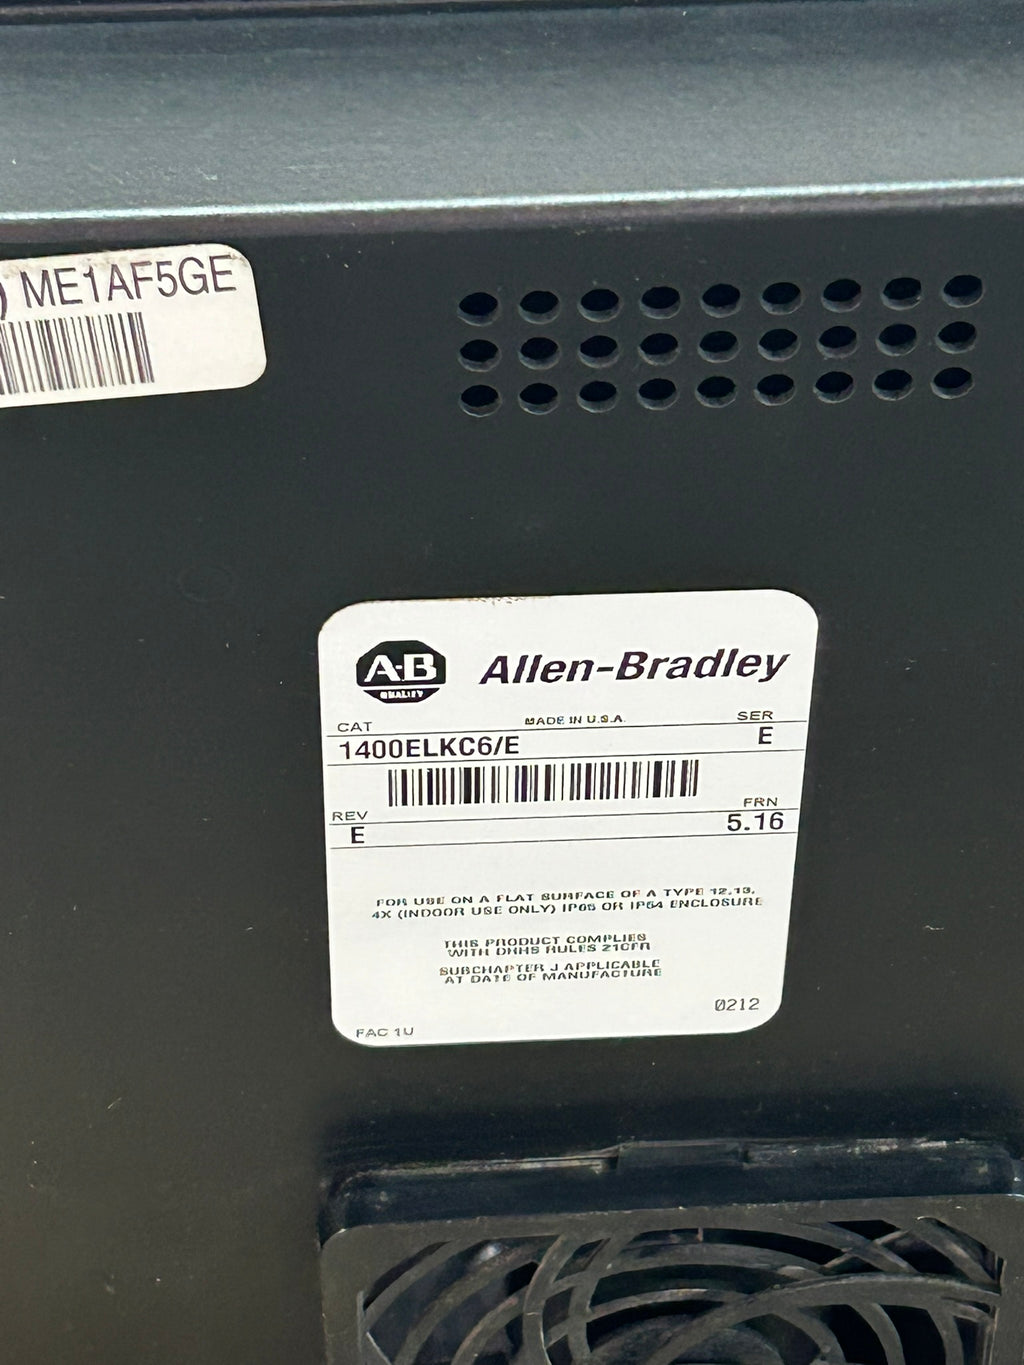 ) ME1AF5GE
A-B
QUALITY
Allen-Bradley
CAT
MADE IN U.S.A.
SER
1400ELKC6/E
E
REV
FRN
E
5.16
FOR USE ON A FLAT SURFACE OF A TYPE 12,13,
4X (INDOOR USE ONLY) IP65 OR IP54 ENCLOSURE
THIS PRODUCT COMPLIES
WITH DHHS RULES 21CFR
SUBCHAPTER J APPLICABLE
AT DATE OF MANUFACTURE
0212
FAC 1U